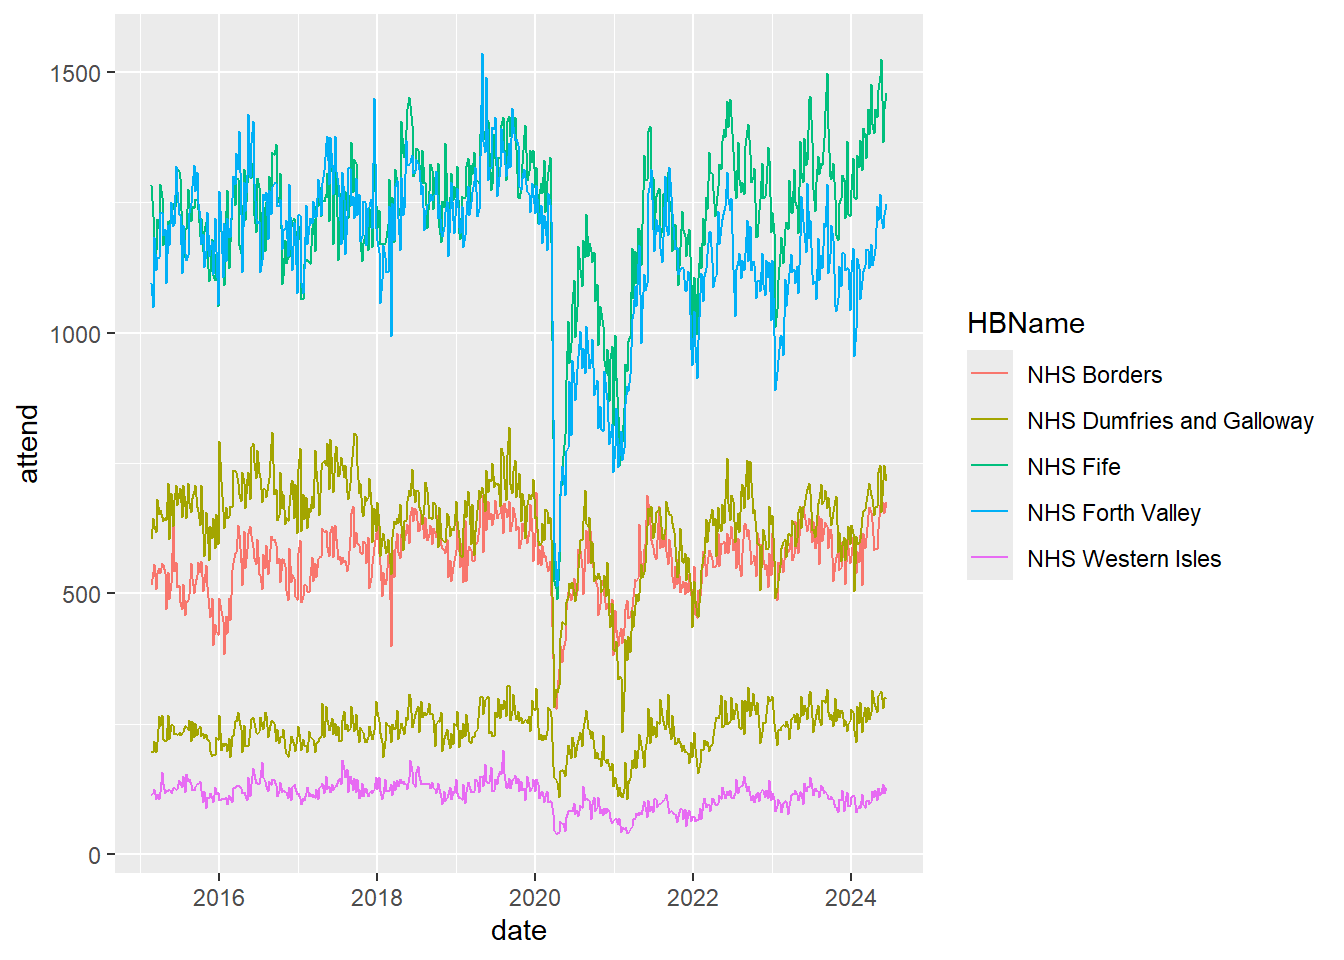 1500
1000
500
0
attend
2016 2018 2020 2022 2024
date
HBName
NHS Borders
NHS Dumfries and Galloway
NHS Fife
NHS Forth Valley
NHS Western Isles